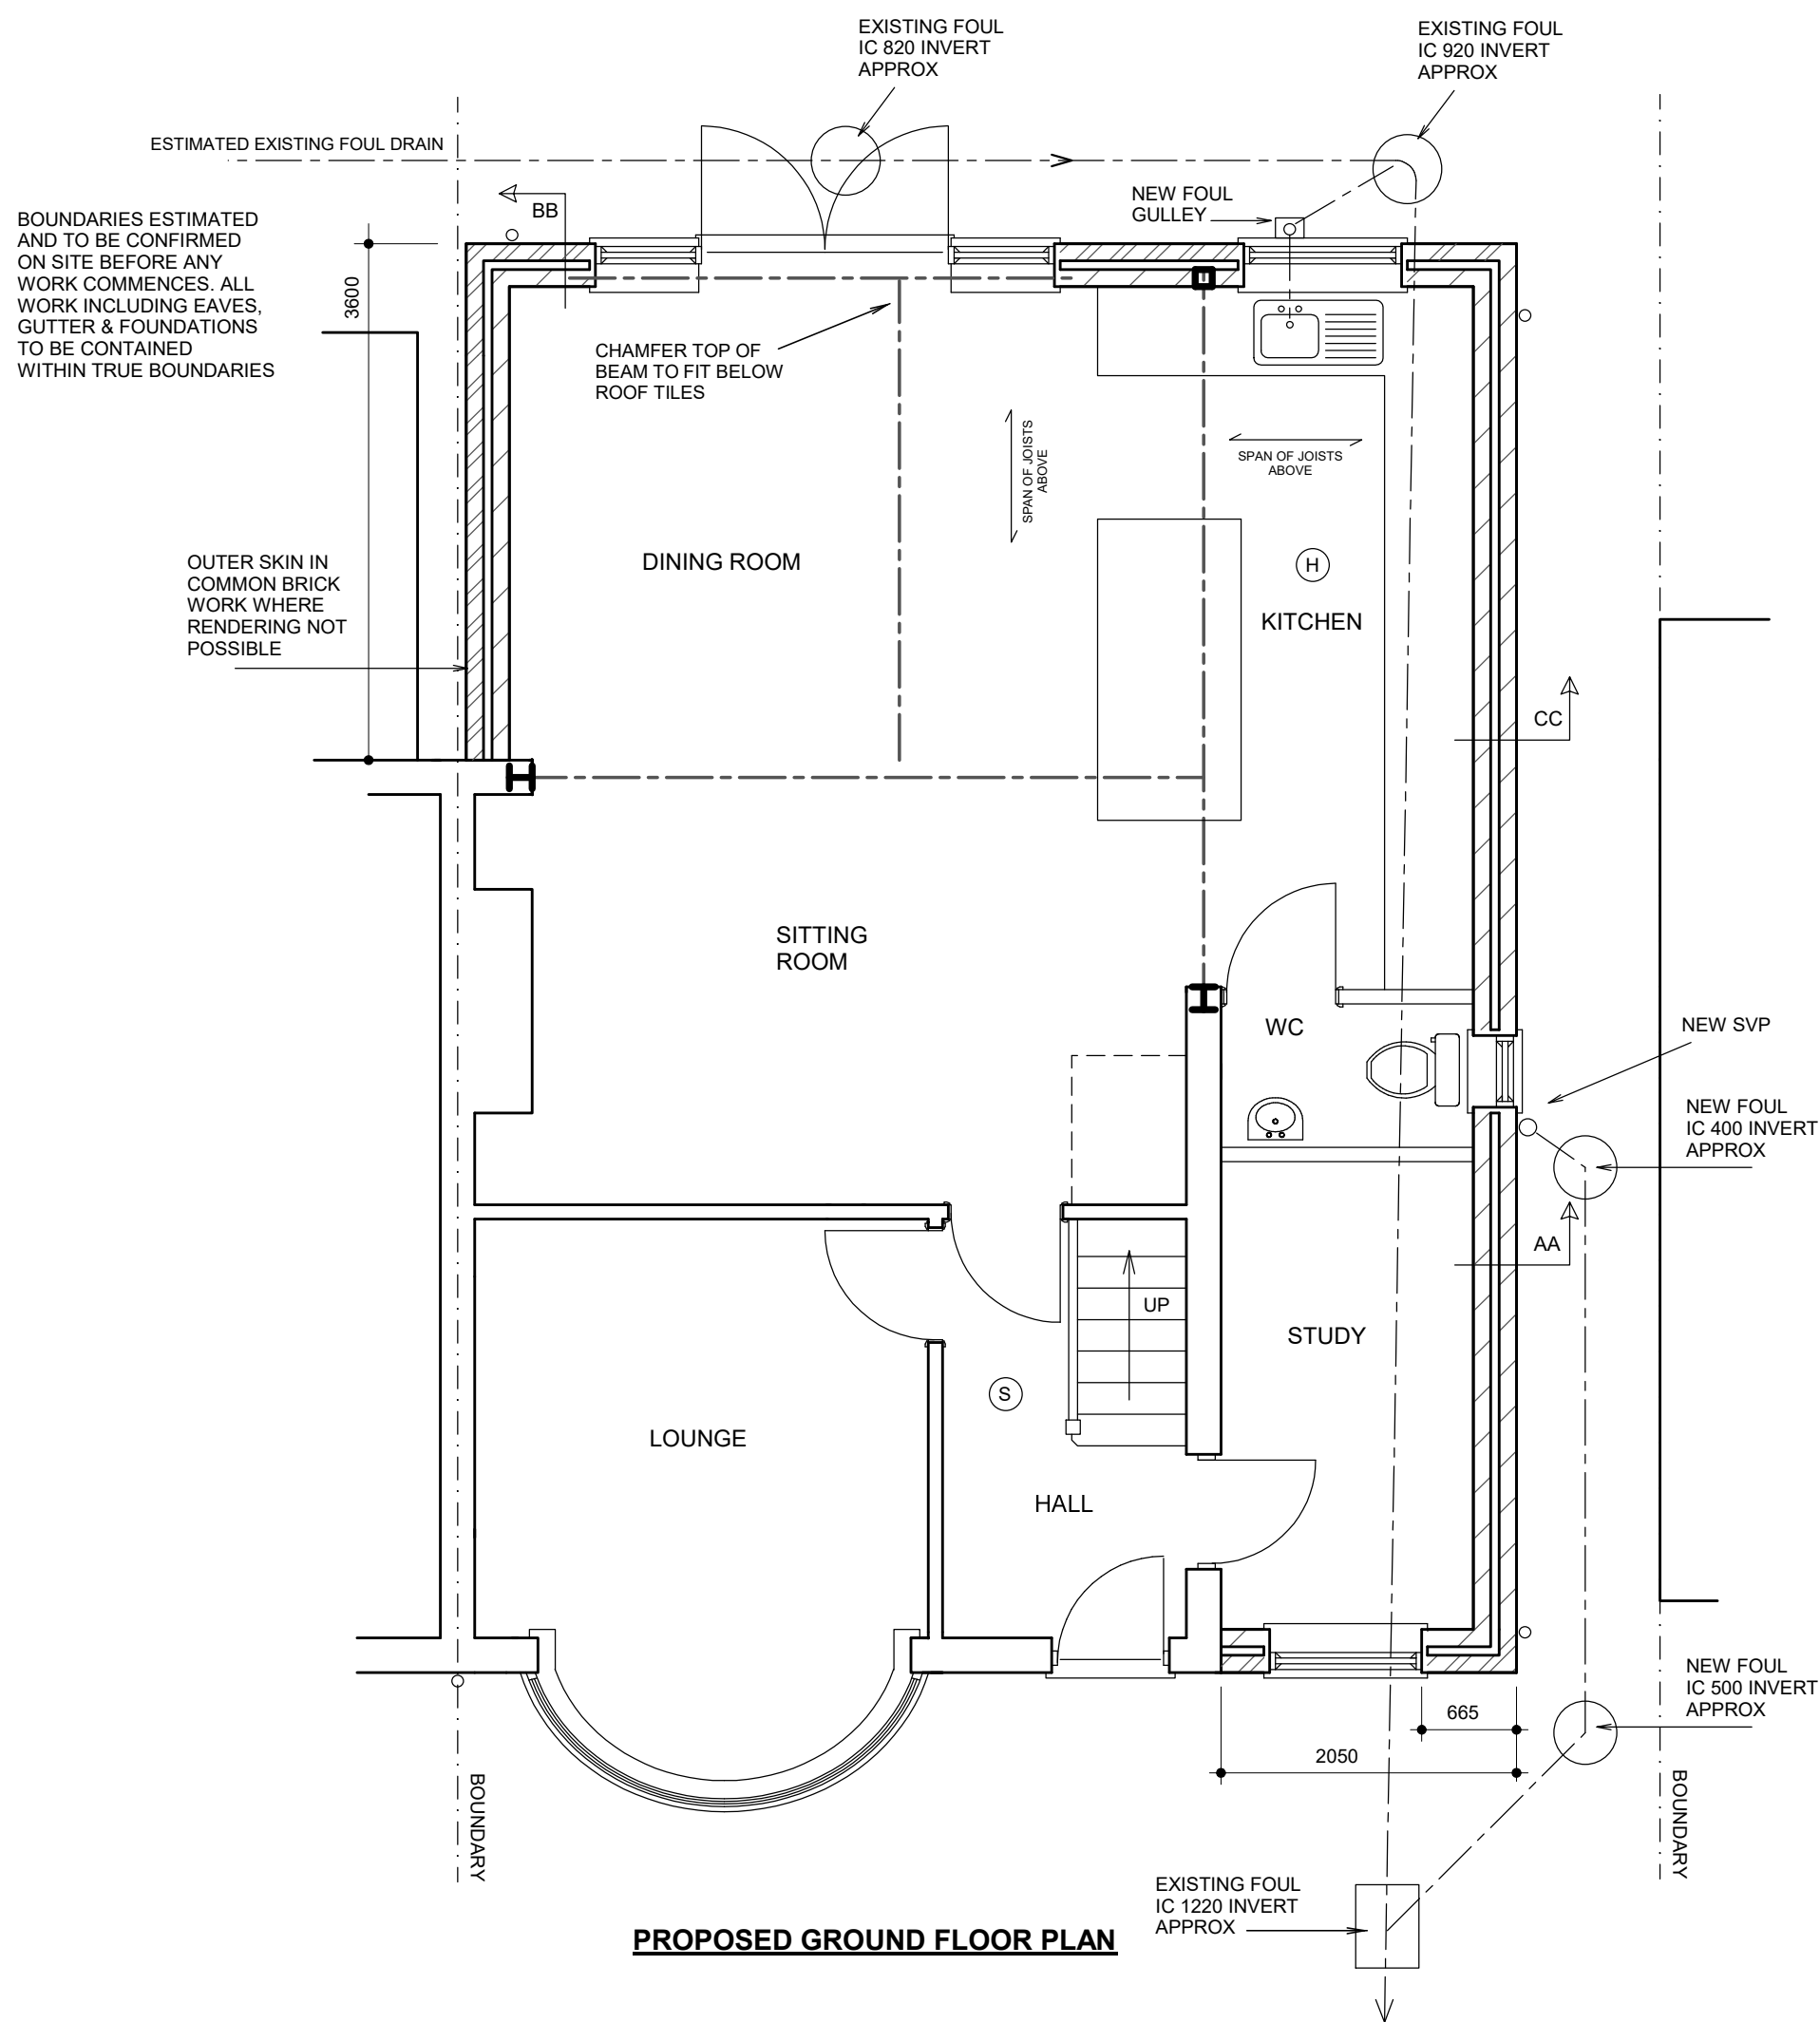 EXISTING FOUL
IC 820 INVERT
APPROX
EXISTING FOUL
IC 920 INVERT
APPROX
ESTIMATED EXISTING FOUL DRAIN
BB
NEW FOUL
GULLEY
BOUNDARIES ESTIMATED
AND TO BE CONFIRMED
ON SITE BEFORE ANY
WORK COMMENCES. ALL
WORK INCLUDING EAVES,
GUTTER & FOUNDATIONS
TO BE CONTAINED
WITHIN TRUE BOUNDARIES
3600
CHAMFER TOP OF
BEAM TO FIT BELOW
ROOF TILES
SPAN OF JOISTS
ABOVE
SPAN OF JOISTS
ABOVE
OUTER SKIN IN
COMMON BRICK
WORK WHERE
RENDERING NOT
POSSIBLE
DINING ROOM
H
KITCHEN
CC
SITTING
ROOM
WC
NEW SVP
NEW FOUL
IC 400 INVERT
APPROX
AA
UP
STUDY
S
LOUNGE
HALL
NEW FOUL
IC 500 INVERT
APPROX
665
2050
BOUNDARY
BOUNDARY
EXISTING FOUL
IC 1220 INVERT
APPROX
PROPOSED GROUND FLOOR PLAN